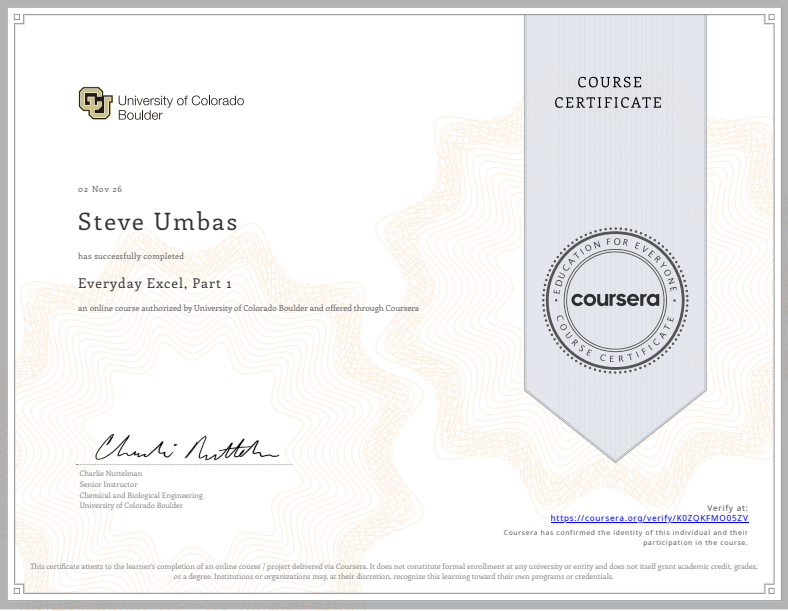 COURSE
CERTIFICATE
CU
University of Colorado
Boulder
02 Nov 26
Steve Umbas
has successfully completed
Everyday Excel, Part 1
an online course authorized by University of Colorado Boulder and offered through Coursera
EDUCATION FOR EVERYONE
coursera
COURSE CERTIFICATE
Charlie Nuttelman
Charlie Nuttelman
Senior Instructor
Chemical and Biological Engineering
University of Colorado Boulder
Verify at:
https://coursera.org/verify/K0ZQKFMO05ZV
Coursera has confirmed the identity of this individual and their
participation in the course.
This certificate attests to the learner's completion of an online course / project delivered via Coursera. It does not constitute formal enrollment at any university or entity and does not itself grant academic credit, grades,
or a degree. Institutions or organizations may, at their discretion, recognize this learning toward their own programs or credentials.